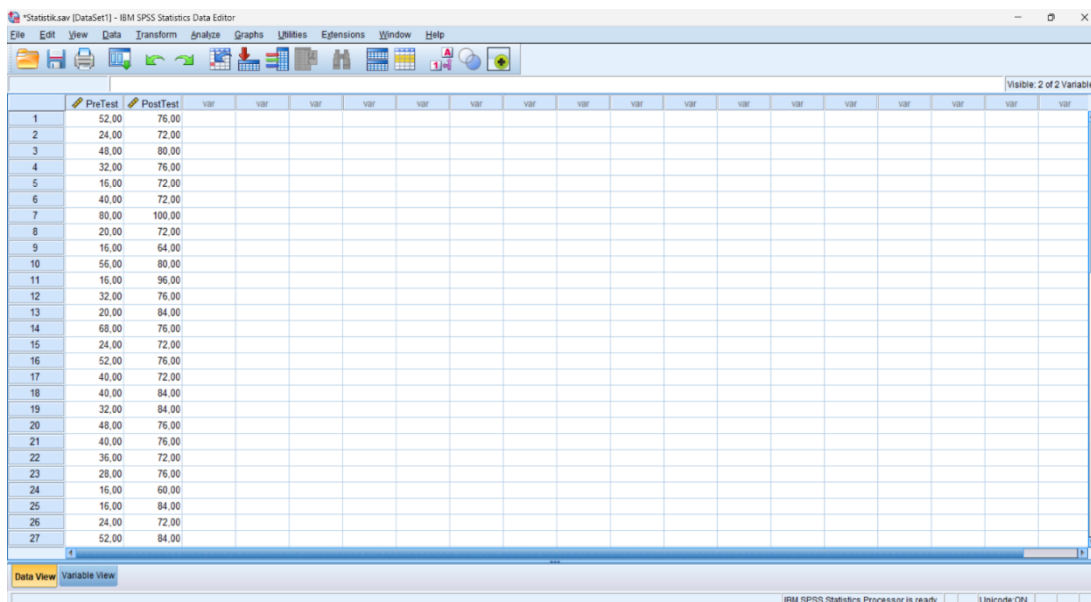 *Statistik.sav [DataSet1] - IBM SPSS Statistics Data Editor
File Edit View Data Transform Analyze Graphs Utilities Extensions Window Help
Visible: 2 of 2 Variable
PreTest PostTest var var var var var var var var var var var var var var var var var
1 52,00 76,00
2 24,00 72,00
3 48,00 80,00
4 32,00 76,00
5 16,00 72,00
6 40,00 72,00
7 80,00 100,00
8 20,00 72,00
9 16,00 64,00
10 56,00 80,00
11 16,00 96,00
12 32,00 76,00
13 20,00 84,00
14 68,00 76,00
15 24,00 72,00
16 52,00 76,00
17 40,00 72,00
18 40,00 84,00
19 32,00 84,00
20 48,00 76,00
21 40,00 76,00
22 36,00 72,00
23 28,00 76,00
24 16,00 60,00
25 16,00 84,00
26 24,00 72,00
27 52,00 84,00
Data View Variable View
IBM SPSS Statistics Processor is ready Unicode:ON